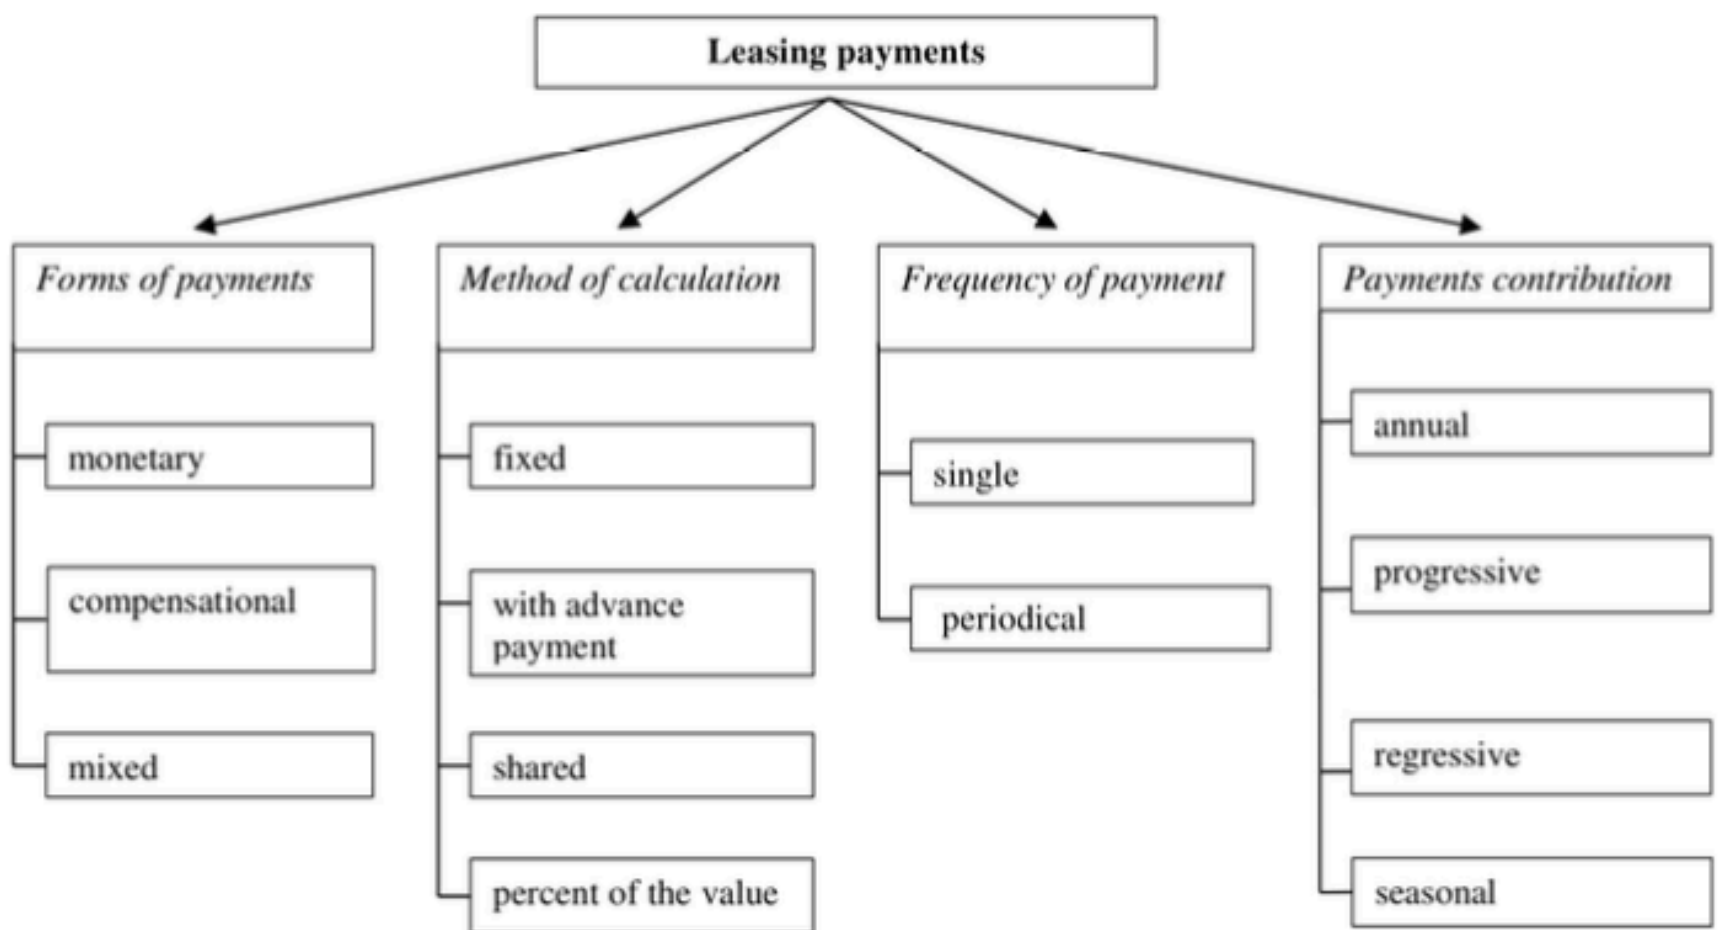 Leasing payments
Forms of payments
monetary
compensational
mixed
Method of calculation
fixed
with advance
payment
shared
percent of the value
Frequency of payment
single
periodical
Payments contribution
annual
progressive
regressive
seasonal